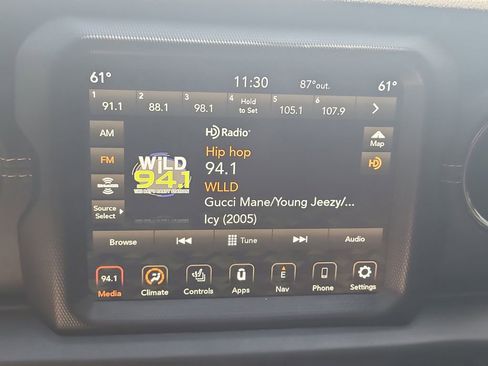 61° 11:30 87°out. 61°
1 91.1 2 88.1 3 98.1 4 Hold to Set 5 105.1 6 107.9
AM
HD Radio
Map
FM
Hip hop
HD
WILD
94.1
94.1
WLLD
SiriusXM
Gucci Mane/Young Jeezy/...
Source Select
Icy (2005)
Browse Tune Audio
94.1 E
Media Climate Controls Apps Nav Phone Settings